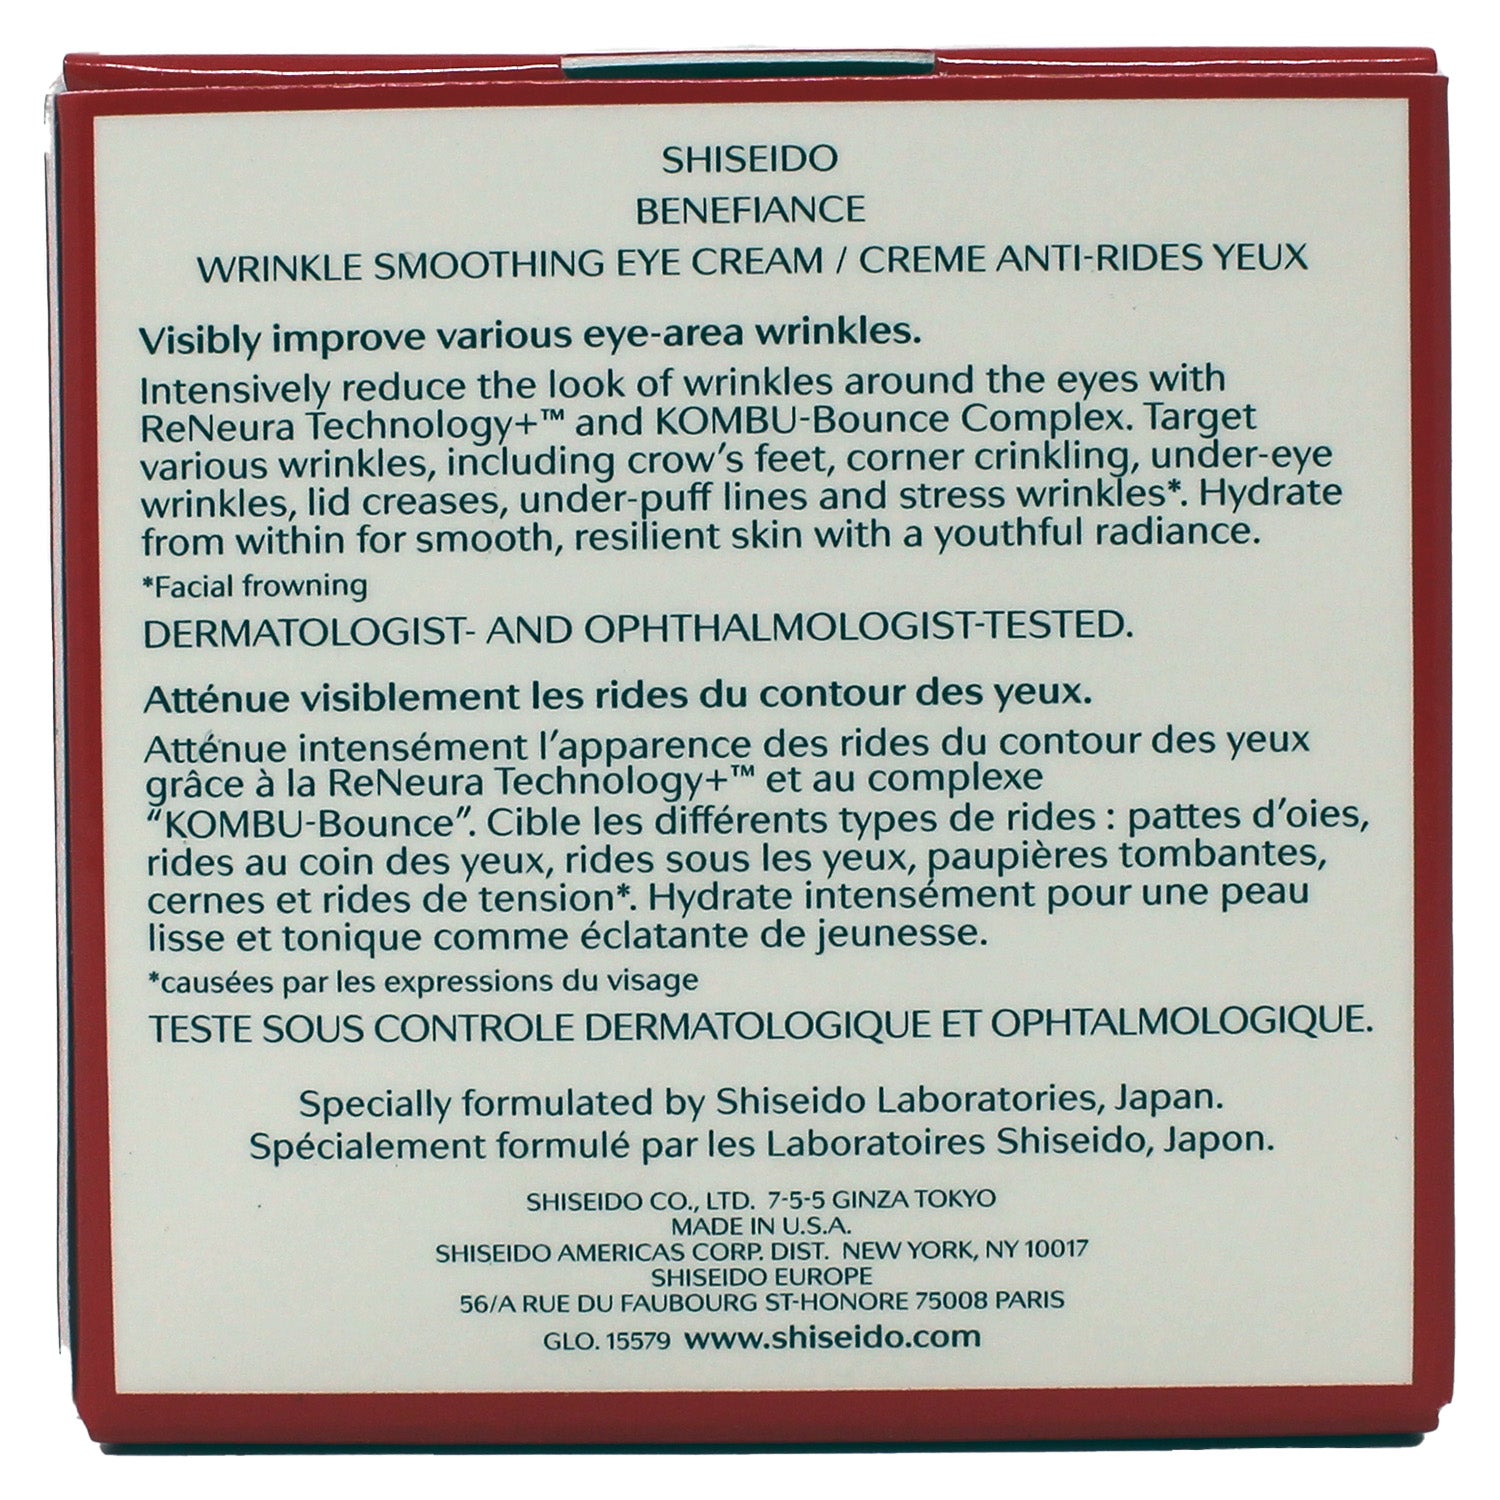 SHISEIDO
BENEFIANCE
WRINKLE SMOOTHING EYE CREAM / CREME ANTI-RIDES YEUX
Visibly improve various eye-area wrinkles.
Intensively reduce the look of wrinkles around the eyes with
ReNeura Technology+™ and KOMBU-Bounce Complex. Target
various wrinkles, including crow's feet, corner crinkling, under-eye
wrinkles, lid creases, under-puff lines and stress wrinkles*. Hydrate
from within for smooth, resilient skin with a youthful radiance.
*Facial frowning
DERMATOLOGIST- AND OPHTHALMOLOGIST-TESTED.
Atténue visiblement les rides du contour des yeux.
Atténue intensément l'apparence des rides du contour des yeux
grâce à la ReNeura Technology+™ et au complexe
"KOMBU-Bounce". Cible les différents types de rides : pattes d'oies,
rides au coin des yeux, rides sous les yeux, paupières tombantes,
cernes et rides de tension*. Hydrate intensément pour une peau
lisse et tonique comme éclatante de jeunesse.
*causées par les expressions du visage
TESTE SOUS CONTROLE DERMATOLOGIQUE ET OPHTALMOLOGIQUE.
Specially formulated by Shiseido Laboratories, Japan.
Spécialement formulé par les Laboratoires Shiseido, Japon.
SHISEIDO CO., LTD. 7-5-5 GINZA TOKYO
MADE IN U.S.A.
SHISEIDO AMERICAS CORP. DIST. NEW YORK, NY 10017
SHISEIDO EUROPE
56/A RUE DU FAUBOURG ST-HONORE 75008 PARIS
GLO. 15579 www.shiseido.com